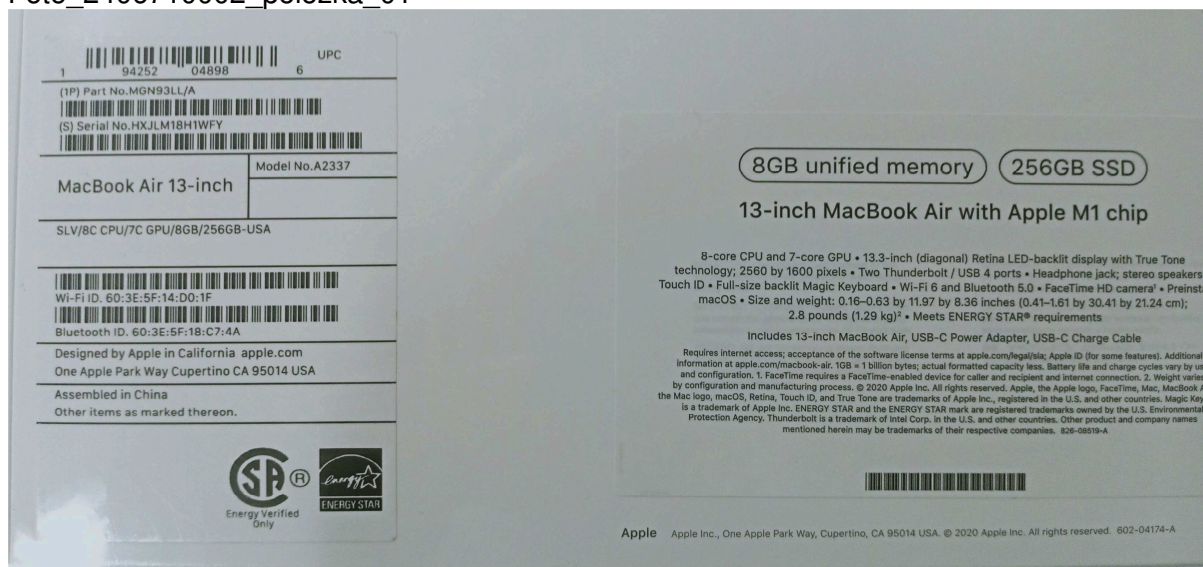 1 94252 04898 6 UPC
(1P) Part No.MGN93LL/A
(S) Serial No.HXJLM18H1WFY
MacBook Air 13-inch
Model No.A2337
SLV/8C CPU/7C GPU/8GB/256GB-USA
Wi-Fi ID. 60:3E:5F:14:D0:1F
Bluetooth ID. 60:3E:5F:18:C7:4A
Designed by Apple in California apple.com
One Apple Park Way Cupertino CA 95014 USA
Assembled in China
Other items as marked thereon.
SA ®
Energy Verified
Only
energy
ENERGY STAR
8GB unified memory 256GB SSD
13-inch MacBook Air with Apple M1 chip
8-core CPU and 7-core GPU • 13.3-inch (diagonal) Retina LED-backlit display with True Tone
technology; 2560 by 1600 pixels • Two Thunderbolt / USB 4 ports • Headphone jack; stereo speakers
Touch ID • Full-size backlit Magic Keyboard • Wi-Fi 6 and Bluetooth 5.0 • FaceTime HD camera¹ • Preinst
macOS • Size and weight: 0.16–0.63 by 11.97 by 8.36 inches (0.41–1.61 by 30.41 by 21.24 cm);
2.8 pounds (1.29 kg)² • Meets ENERGY STAR® requirements
Includes 13-inch MacBook Air, USB-C Power Adapter, USB-C Charge Cable
Requires internet access; acceptance of the software license terms at apple.com/legal/sla; Apple ID (for some features). Additional
information at apple.com/macbook-air. 1GB = 1 billion bytes; actual formatted capacity less. Battery life and charge cycles vary by us
and configuration. 1. FaceTime requires a FaceTime-enabled device for caller and recipient and internet connection. 2. Weight varies
by configuration and manufacturing process. © 2020 Apple Inc. All rights reserved. Apple, the Apple logo, FaceTime, Mac, MacBook A
the Mac logo, macOS, Retina, Touch ID, and True Tone are trademarks of Apple Inc., registered in the U.S. and other countries. Magic Key
is a trademark of Apple Inc. ENERGY STAR and the ENERGY STAR mark are registered trademarks owned by the U.S. Environmental
Protection Agency. Thunderbolt is a trademark of Intel Corp. in the U.S. and other countries. Other product and company names
mentioned herein may be trademarks of their respective companies. 826-08519-A
Apple Apple Inc., One Apple Park Way, Cupertino, CA 95014 USA. © 2020 Apple Inc. All rights reserved. 602-04174-A